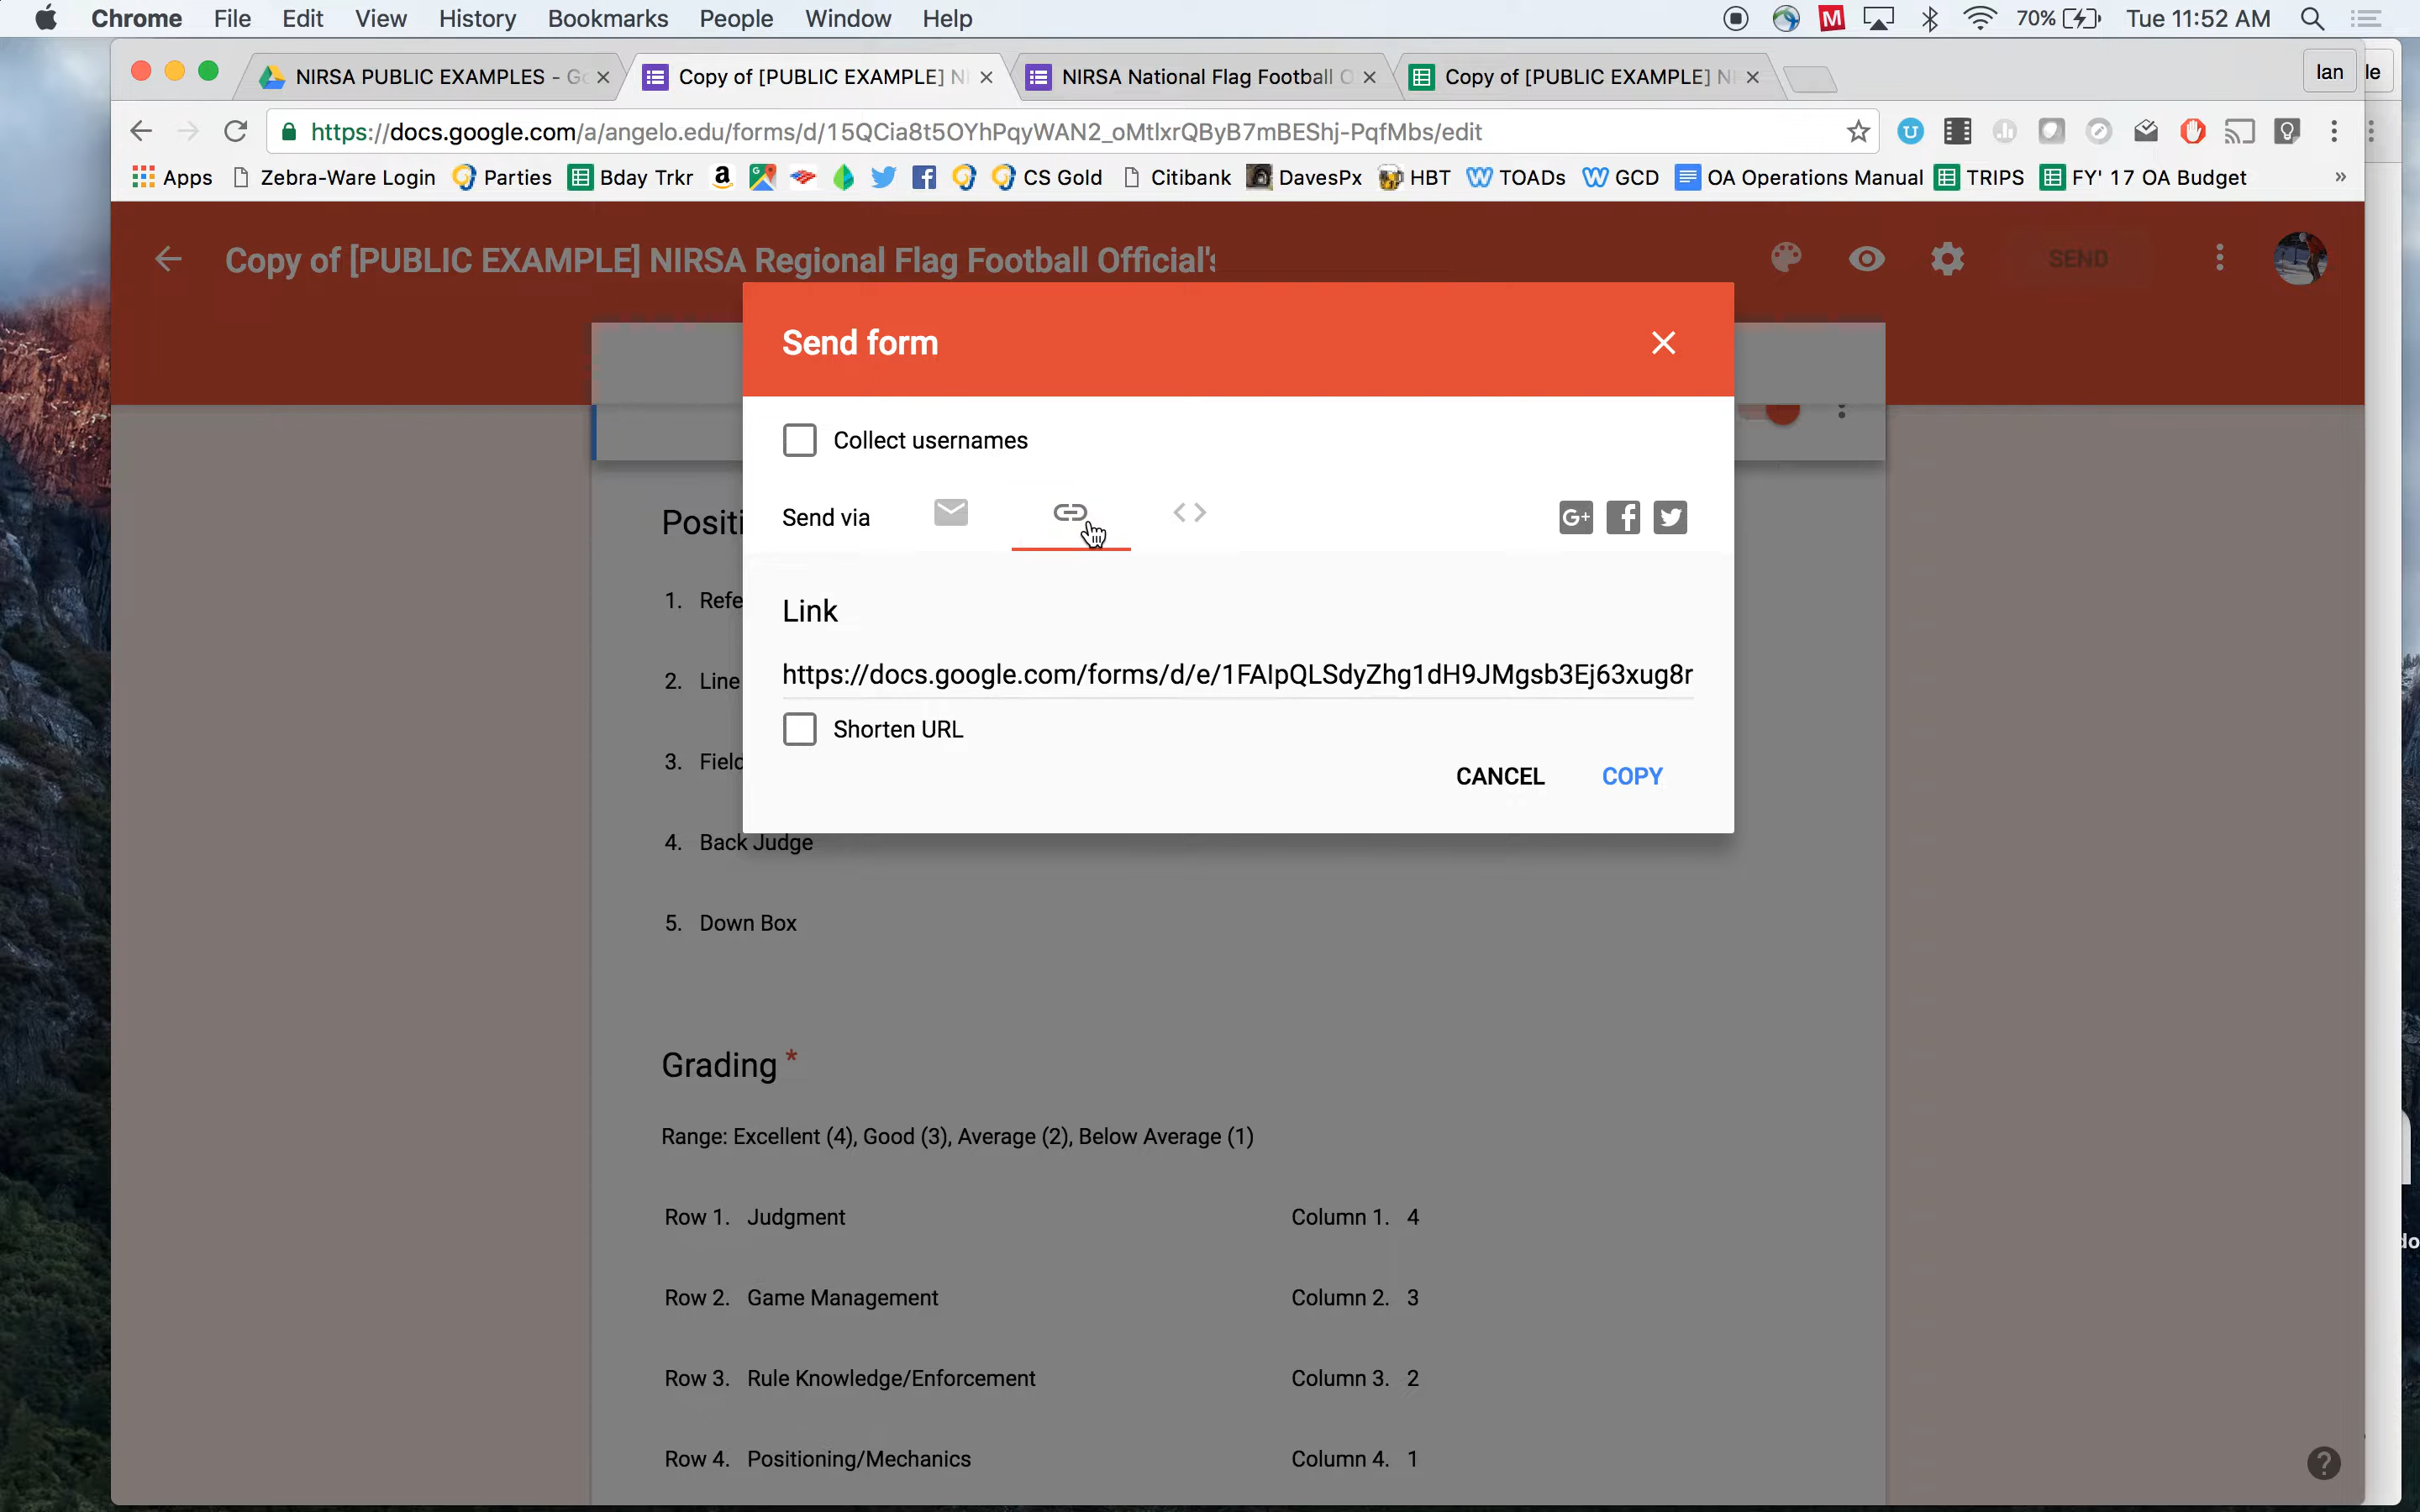 Chrome File Edit View History Bookmarks People Window Help 70% Tue 11:52 AM
NIRSA PUBLIC EXAMPLES - Go Copy of [PUBLIC EXAMPLE] NI NIRSA National Flag Football O Copy of [PUBLIC EXAMPLE] NI Ian le
https://docs.google.com/a/angelo.edu/forms/d/15QCia8t5OYhPqyWAN2_oMtlxrQByB7mBEShj-PqfMbs/edit
Apps Zebra-Ware Login Parties Bday Trkr CS Gold Citibank DavesPx HBT TOADs GCD OA Operations Manual TRIPS FY' 17 OA Budget »
Copy of [PUBLIC EXAMPLE] NIRSA Regional Flag Football Official's
SEND
Send form
Collect usernames
Send via G+
Link
https://docs.google.com/forms/d/e/1FAIpQLSdyZhg1dH9JMgsb3Ej63xug8r
Shorten URL
CANCEL COPY
Positi
1. Refe
2. Line
3. Field
4. Back Judge
5. Down Box
Grading *
Range: Excellent (4), Good (3), Average (2), Below Average (1)
Row 1. Judgment Column 1. 4
Row 2. Game Management Column 2. 3
Row 3. Rule Knowledge/Enforcement Column 3. 2
Row 4. Positioning/Mechanics Column 4. 1
do